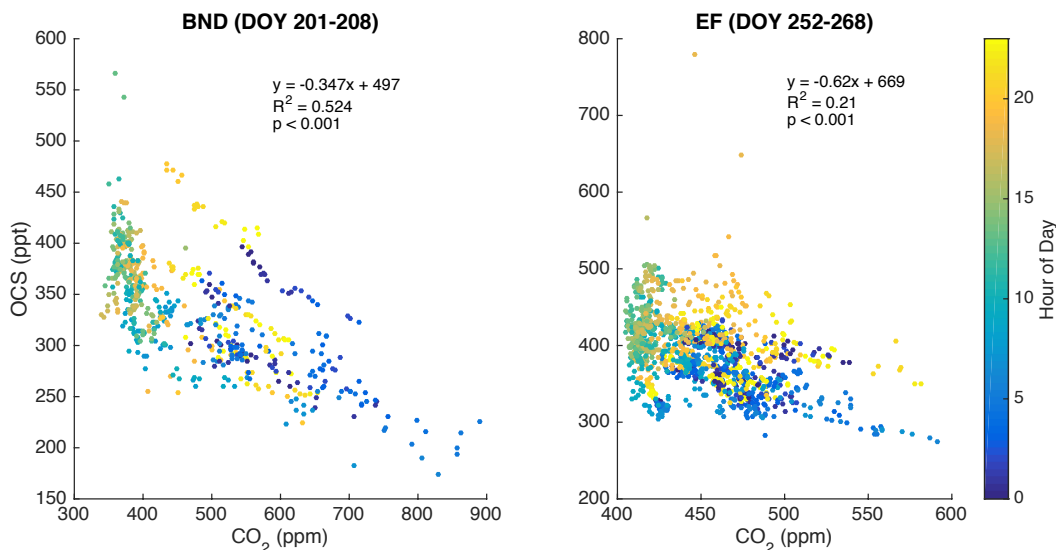 BND (DOY 201-208)
600
550
500
450
400
350
300
250
200
150
OCS (ppt)
y = -0.347x + 497
R² = 0.524
p < 0.001
300 400 500 600 700 800 900
CO₂ (ppm)
EF (DOY 252-268)
800
700
600
500
400
300
200
y = -0.62x + 669
R² = 0.21
p < 0.001
400 450 500 550 600
CO₂ (ppm)
20
15
10
5
0
Hour of Day